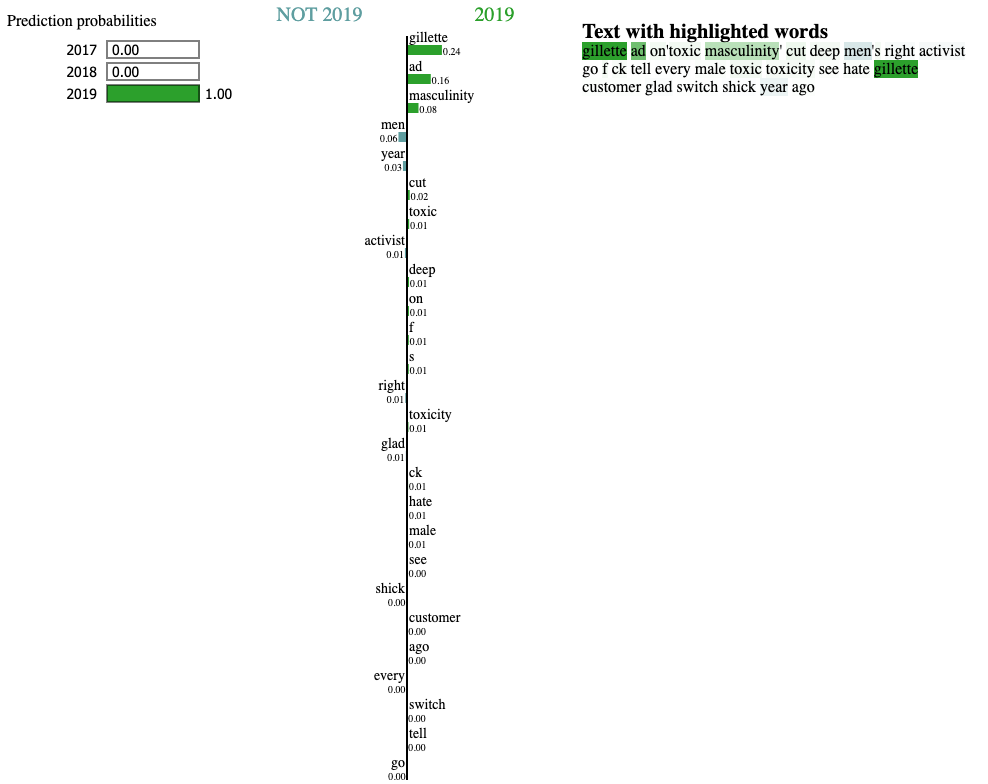 Prediction probabilities
2017 0.00
2018 0.00
2019 1.00
NOT 2019 2019
gillette
0.24
ad
0.16
masculinity
0.08
men
0.06
year
0.03
cut
0.02
toxic
0.01
activist
0.01
deep
0.01
on
0.01
f
0.01
s
0.01
right
0.01
toxicity
0.01
glad
0.01
ck
0.01
hate
0.01
male
0.01
see
0.00
shick
0.00
customer
0.00
ago
0.00
every
0.00
switch
0.00
tell
0.00
go
0.00
Text with highlighted words
gillette ad on'toxic masculinity' cut deep men's right activist
go f ck tell every male toxic toxicity see hate gillette
customer glad switch shick year ago